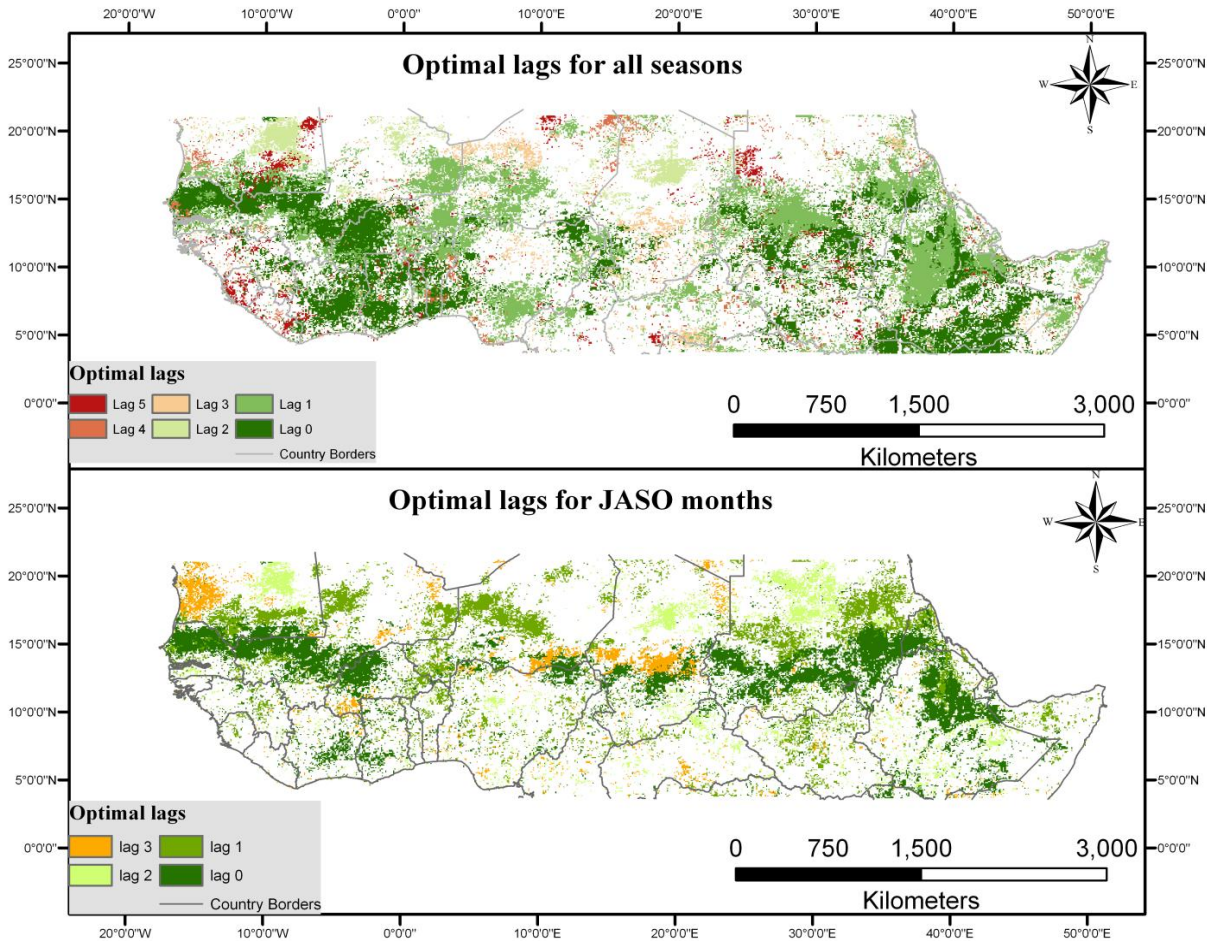 20°0'0"W 10°0'0"W 0°0'0" 10°0'0"E 20°0'0"E 30°0'0"E 40°0'0"E 50°0'0"E
Optimal lags for all seasons
N
W E
S
25°0'0"N 25°0'0"N
20°0'0"N 20°0'0"N
15°0'0"N 15°0'0"N
10°0'0"N 10°0'0"N
5°0'0"N 5°0'0"N
0°0'0" 0°0'0"
Optimal lags
Lag 5 Lag 3 Lag 1
Lag 4 Lag 2 Lag 0
Country Borders
0 750 1,500 3,000
Kilometers
Optimal lags for JASO months
N
W E
S
25°0'0"N 25°0'0"N
20°0'0"N 20°0'0"N
15°0'0"N 15°0'0"N
10°0'0"N 10°0'0"N
5°0'0"N 5°0'0"N
0°0'0" 0°0'0"
Optimal lags
lag 3 lag 1
lag 2 lag 0
Country Borders
0 750 1,500 3,000
Kilometers
20°0'0"W 10°0'0"W 0°0'0" 10°0'0"E 20°0'0"E 30°0'0"E 40°0'0"E 50°0'0"E